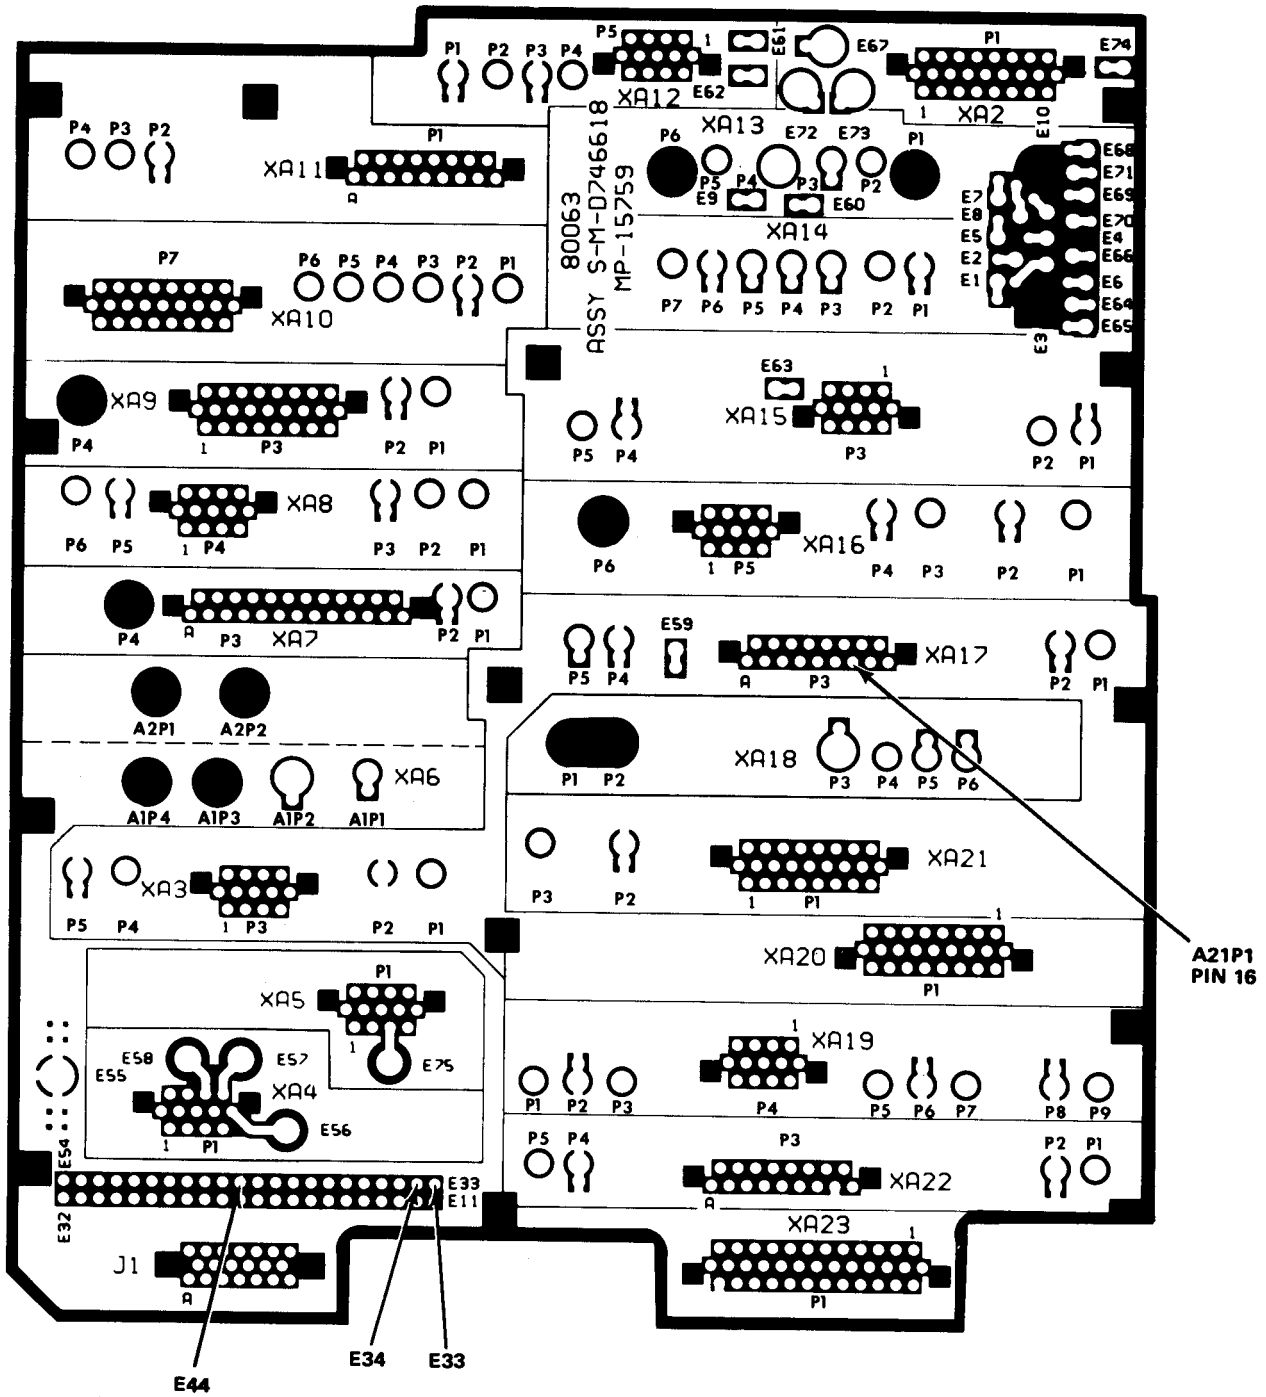 P1 P2 P3 P4 P5 1 E61 E67 P1 E74
E62 XA12 1 XA2 E10
P4 P3 P2 XA11 P1 A
80063
ASSY S-M-D746618
MP-15759
XA13 E72 E73 P1
P6 P5 P4 P3 P2
E9 E60
XA14
P7 P6 P5 P4 P3 P2 P1
E68
E71
E69
E70
E4
E66
E6
E64
E65
E7
E8
E5
E2
E1
E3
P7 P6 P5 P4 P3 P2 P1
XA10
XA9
P4 1 P3 P2 P1
E63 1
XA15
P5 P4 P3 P2 P1
XA8
P6 P5 1 P4 P3 P2 P1
XA16
P6 1 P5 P4 P3 P2 P1
P4 A P3 XA7 P2 P1
E59
XA17
P5 P4 A P3 P2 P1
A2P1 A2P2
XA18
P1 P2 P3 P4 P5 P6
XA6
A1P4 A1P3 A1P2 A1P1
XA21
P3 P2 1 P1
XA3
P5 P4 1 P3 P2 P1
1
XA20
P1
A21P1
PIN 16
P1
XA5
1
E58 E57 E75
E55 XA4
E56
1 P1
1
XA19
P1 P2 P3 P4 P5 P6 P7 P8 P9
E54
E33
E11
E32
P5 P4 P3 P2 P1
XA22
A
XA23
1
P1
J1
A
E34 E33
E44